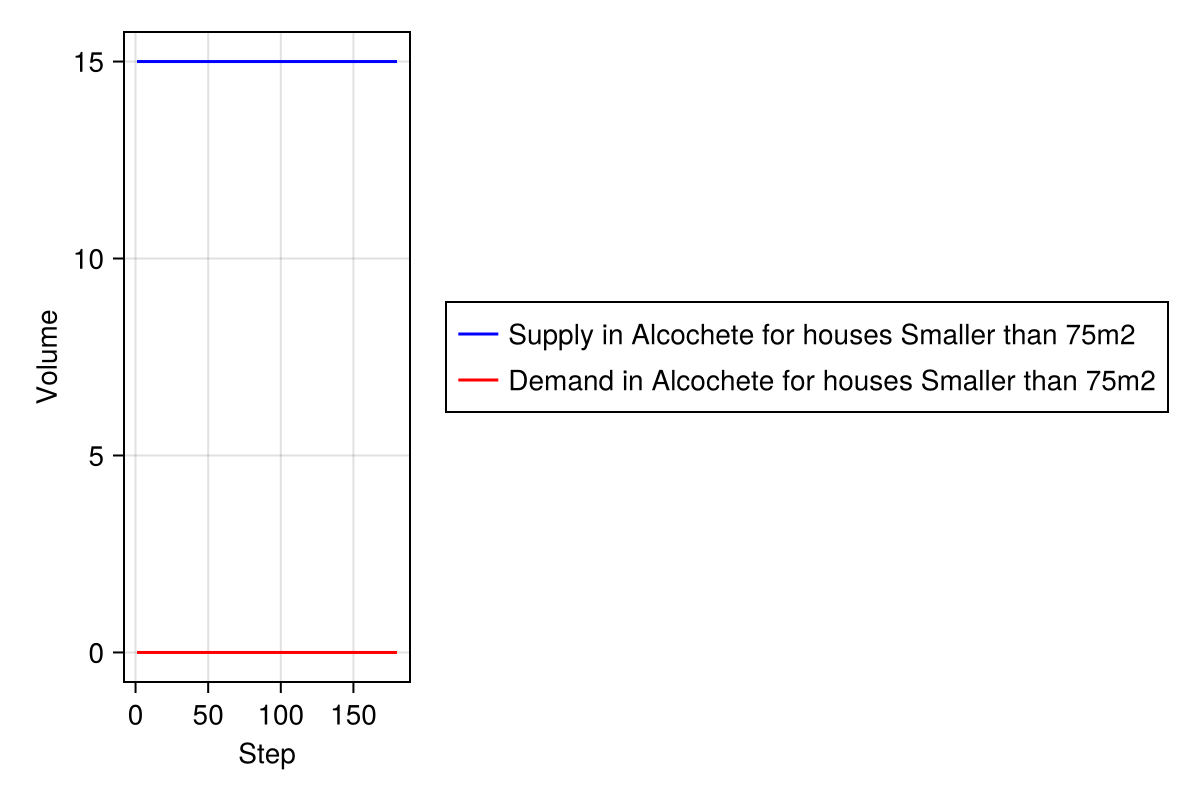 15
10
5
0
Volume
0 50 100 150
Step
Supply in Alcochete for houses Smaller than 75m2
Demand in Alcochete for houses Smaller than 75m2